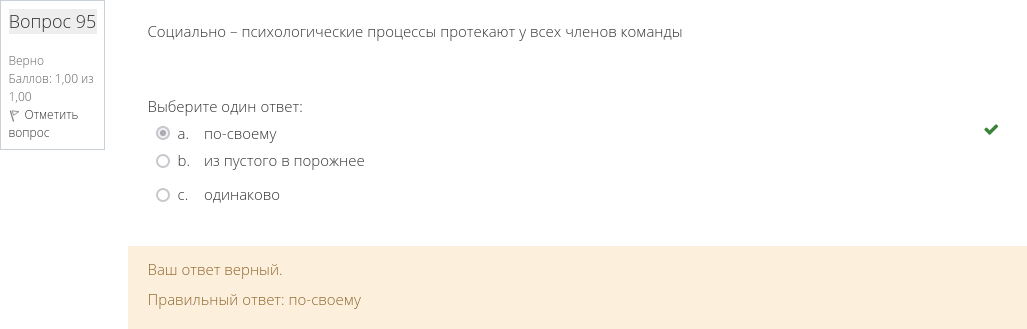 Вопрос 95
Верно
Баллов: 1,00 из
1,00
Отметить
вопрос
Социально – психологические процессы протекают у всех членов команды
Выберите один ответ:
a. по-своему
b. из пустого в порожнее
c. одинаково
Ваш ответ верный.
Правильный ответ: по-своему